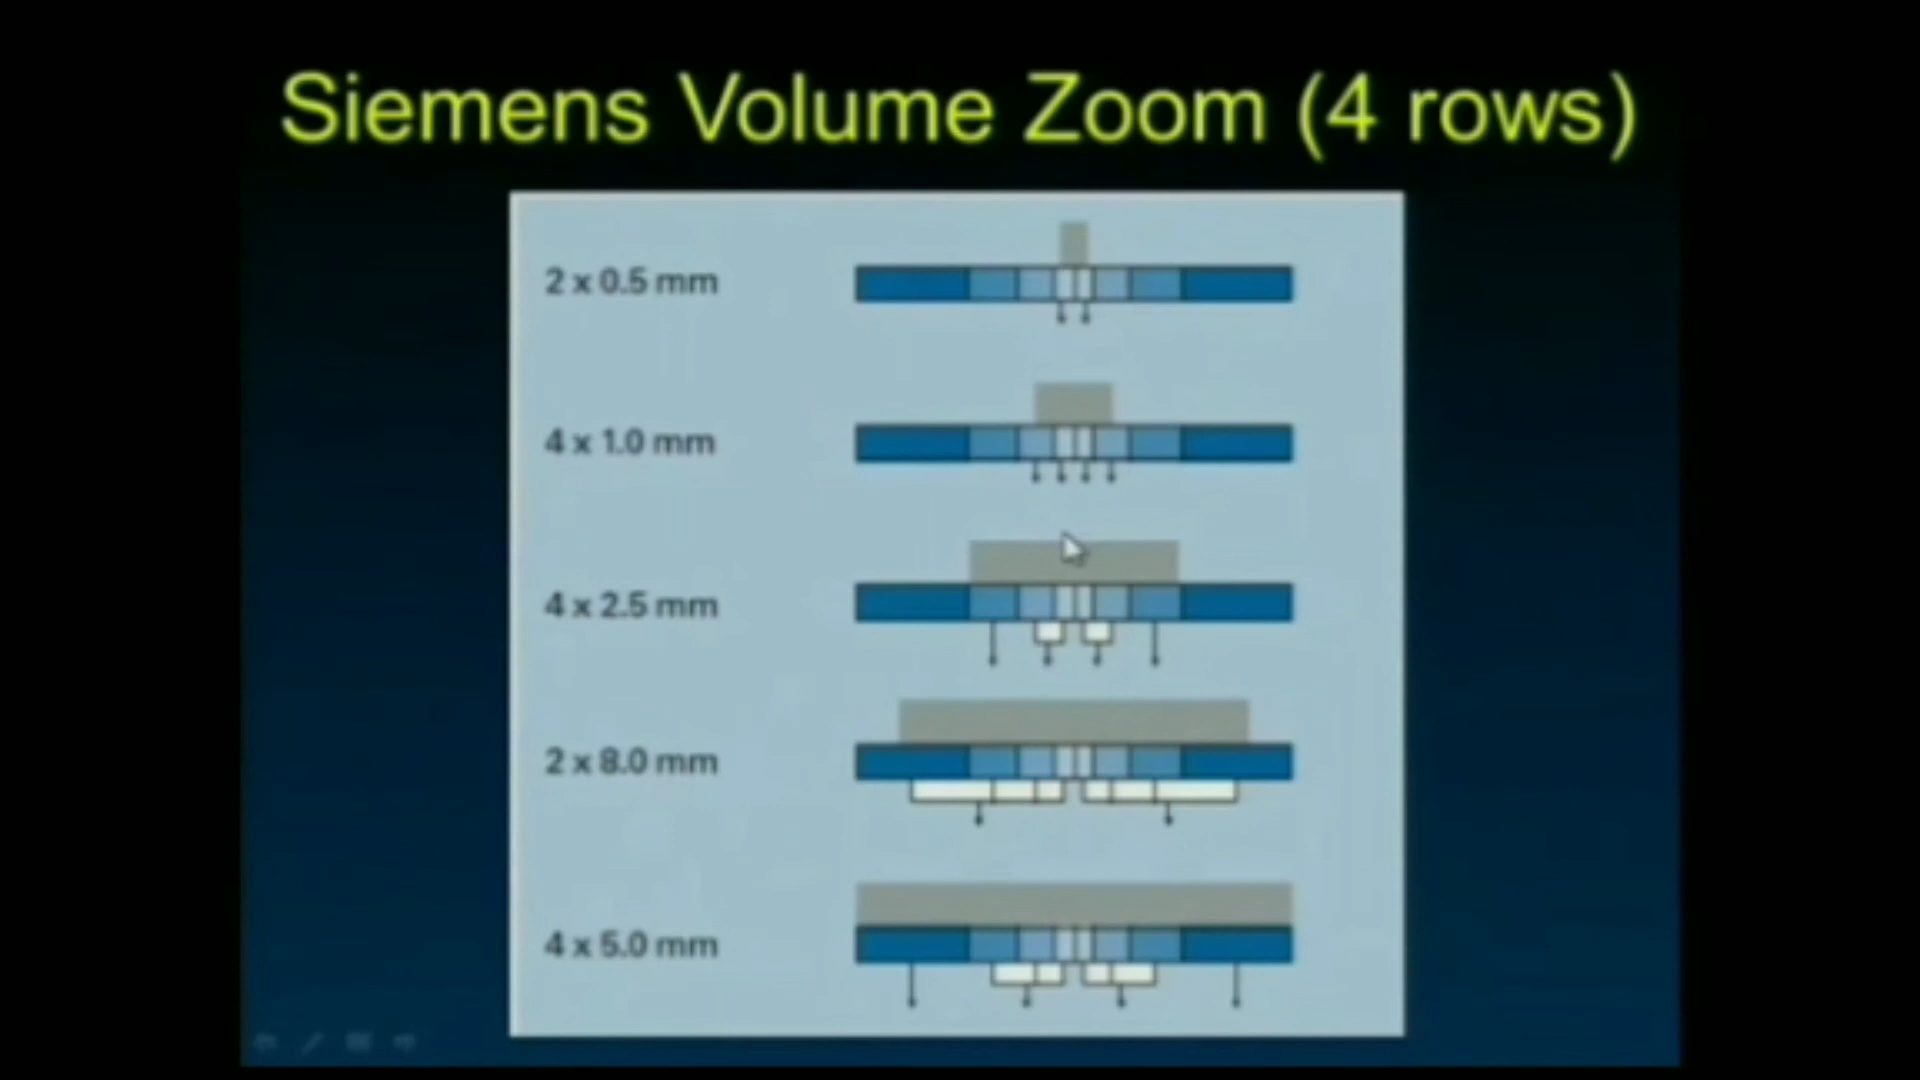 Siemens Volume Zoom (4 rows)
2 x 0.5 mm
4 x 1.0 mm
4 x 2.5 mm
2 x 8.0 mm
4 x 5.0 mm